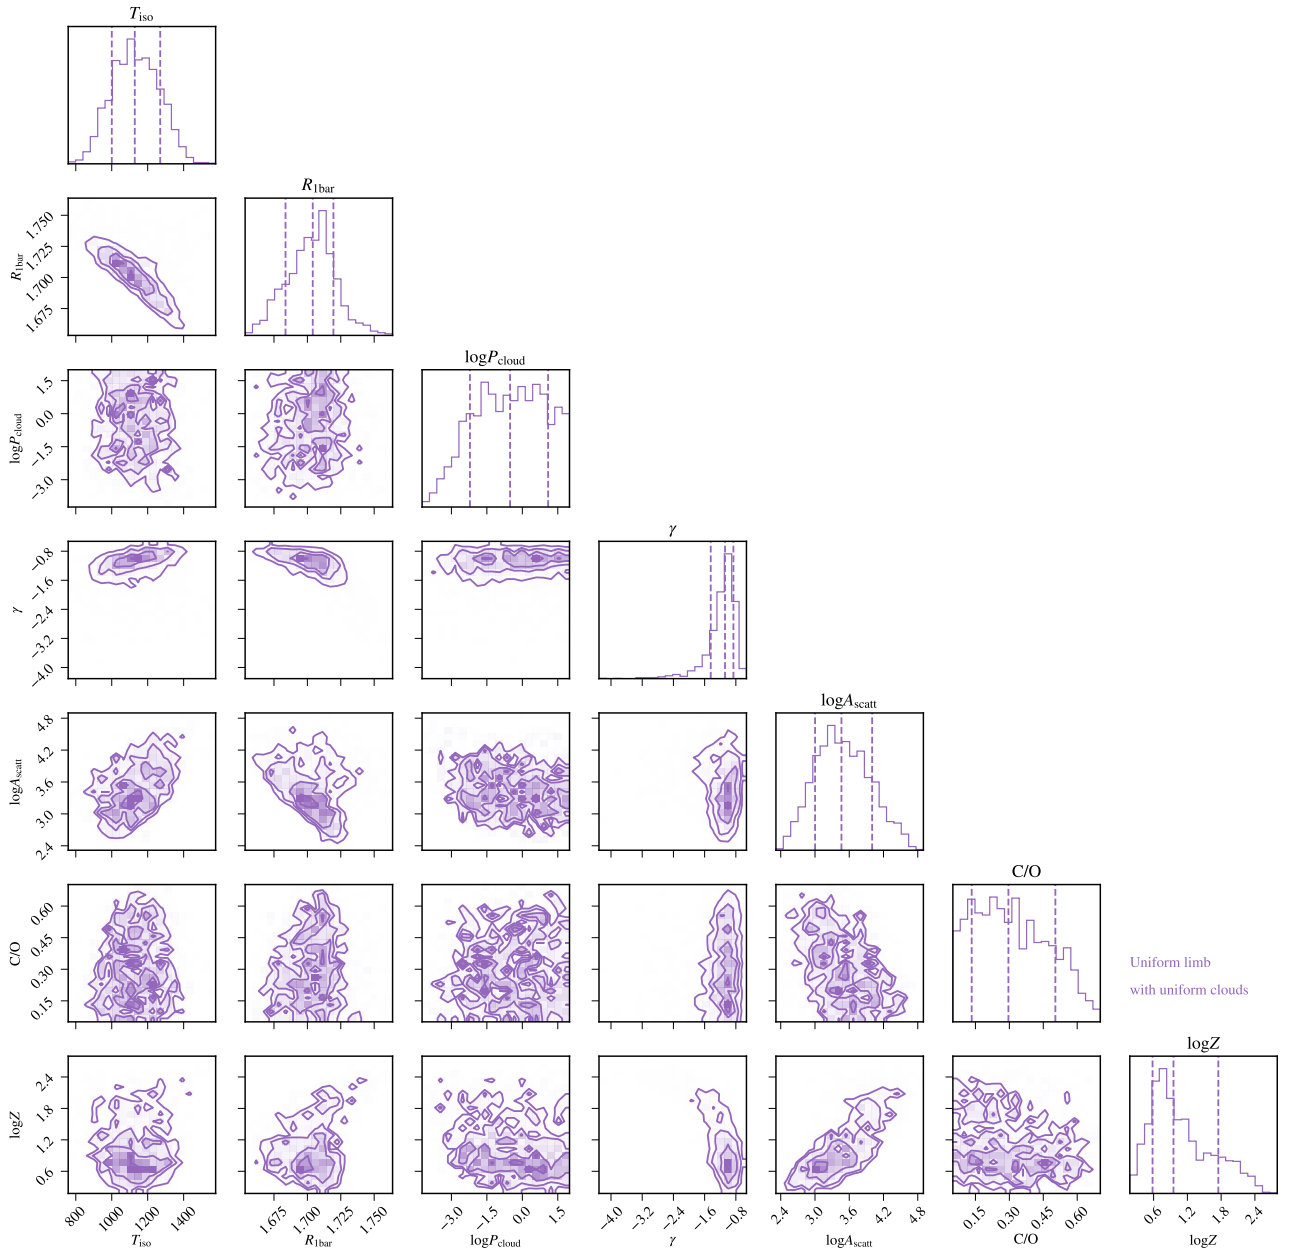 T_iso
R_1bar
1.750
1.725
1.700
1.675
R_1bar
logP_cloud
1.5
0.0
−1.5
−3.0
logP_cloud
γ
−0.8
−1.6
−2.4
−3.2
−4.0
γ
logA_scatt
4.8
4.2
3.6
3.0
2.4
logA_scatt
C/O
0.60
0.45
0.30
0.15
C/O
Uniform limb
with uniform clouds
logZ
2.4
1.8
1.2
0.6
logZ
800 1000 1200 1400 1.675 1.700 1.725 1.750 −3.0 −1.5 0.0 1.5 −4.0 −3.2 −2.4 −1.6 −0.8 2.4 3.0 3.6 4.2 4.8 0.15 0.30 0.45 0.60 0.6 1.2 1.8 2.4
T_iso R_1bar logP_cloud γ logA_scatt C/O logZ